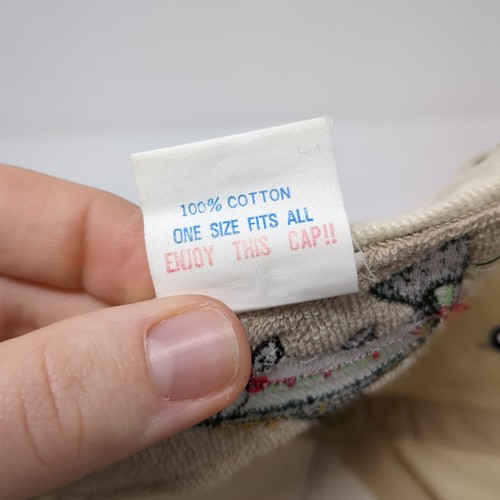 100% COTTON
ONE SIZE FITS ALL
ENJOY THIS CAP!!